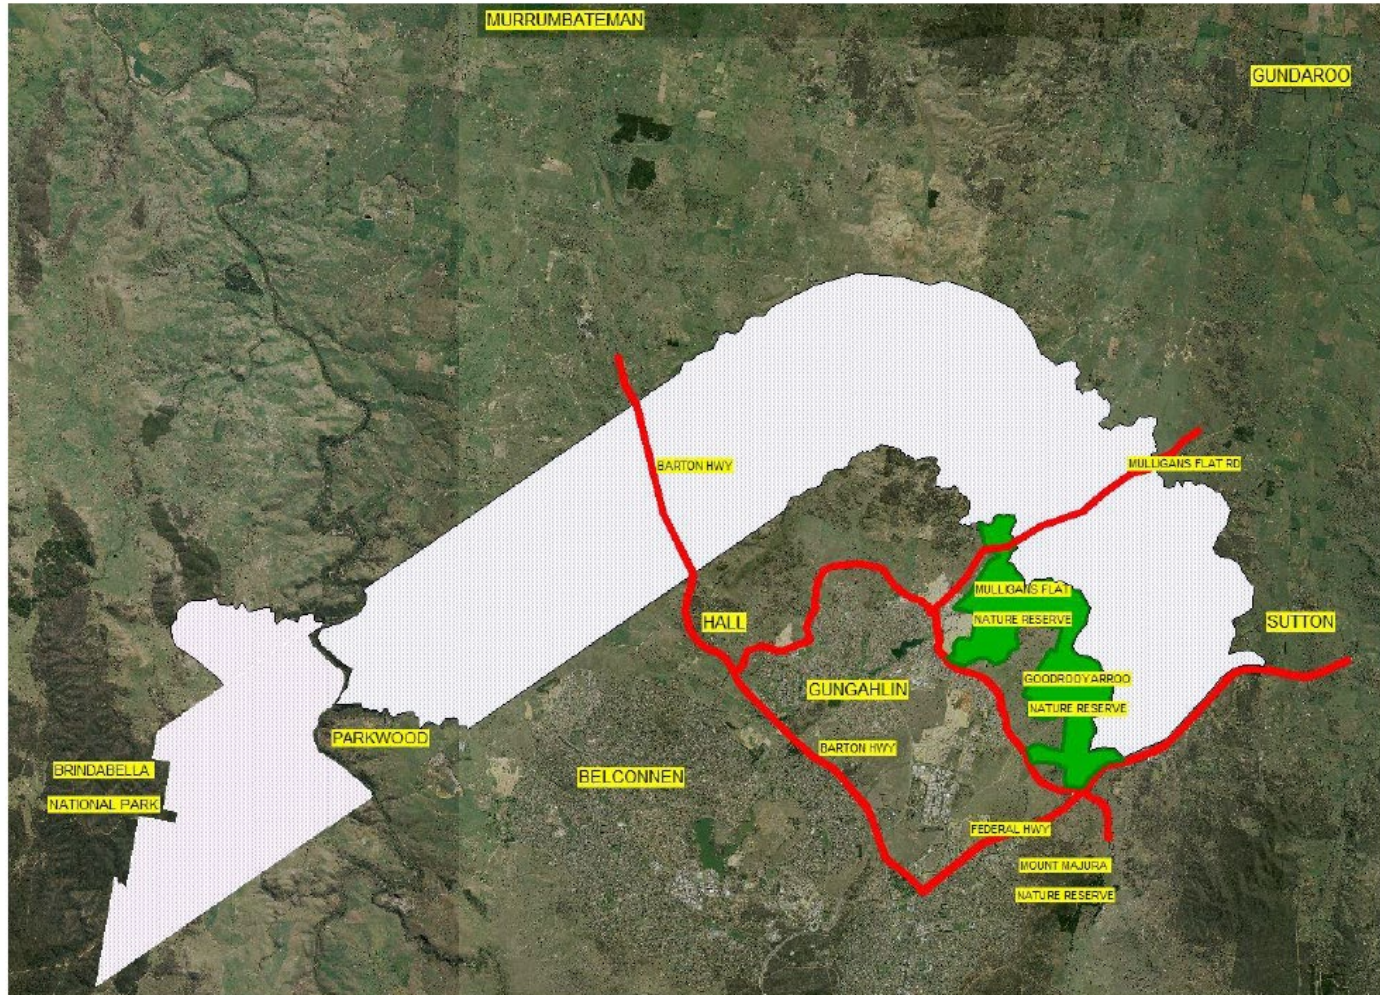 MURRUMBATEMAN
GUNDAROO
BARTON HWY
MULLIGANS FLAT RD
MULLIGANS FLAT
NATURE RESERVE
HALL
SUTTON
GOODROOYARROO
NATURE RESERVE
GUNGAHLIN
PARKWOOD
BARTON HWY
BRINDABELLA
NATIONAL PARK
BELCONNEN
FEDERAL HWY
MOUNT MAJURA
NATURE RESERVE